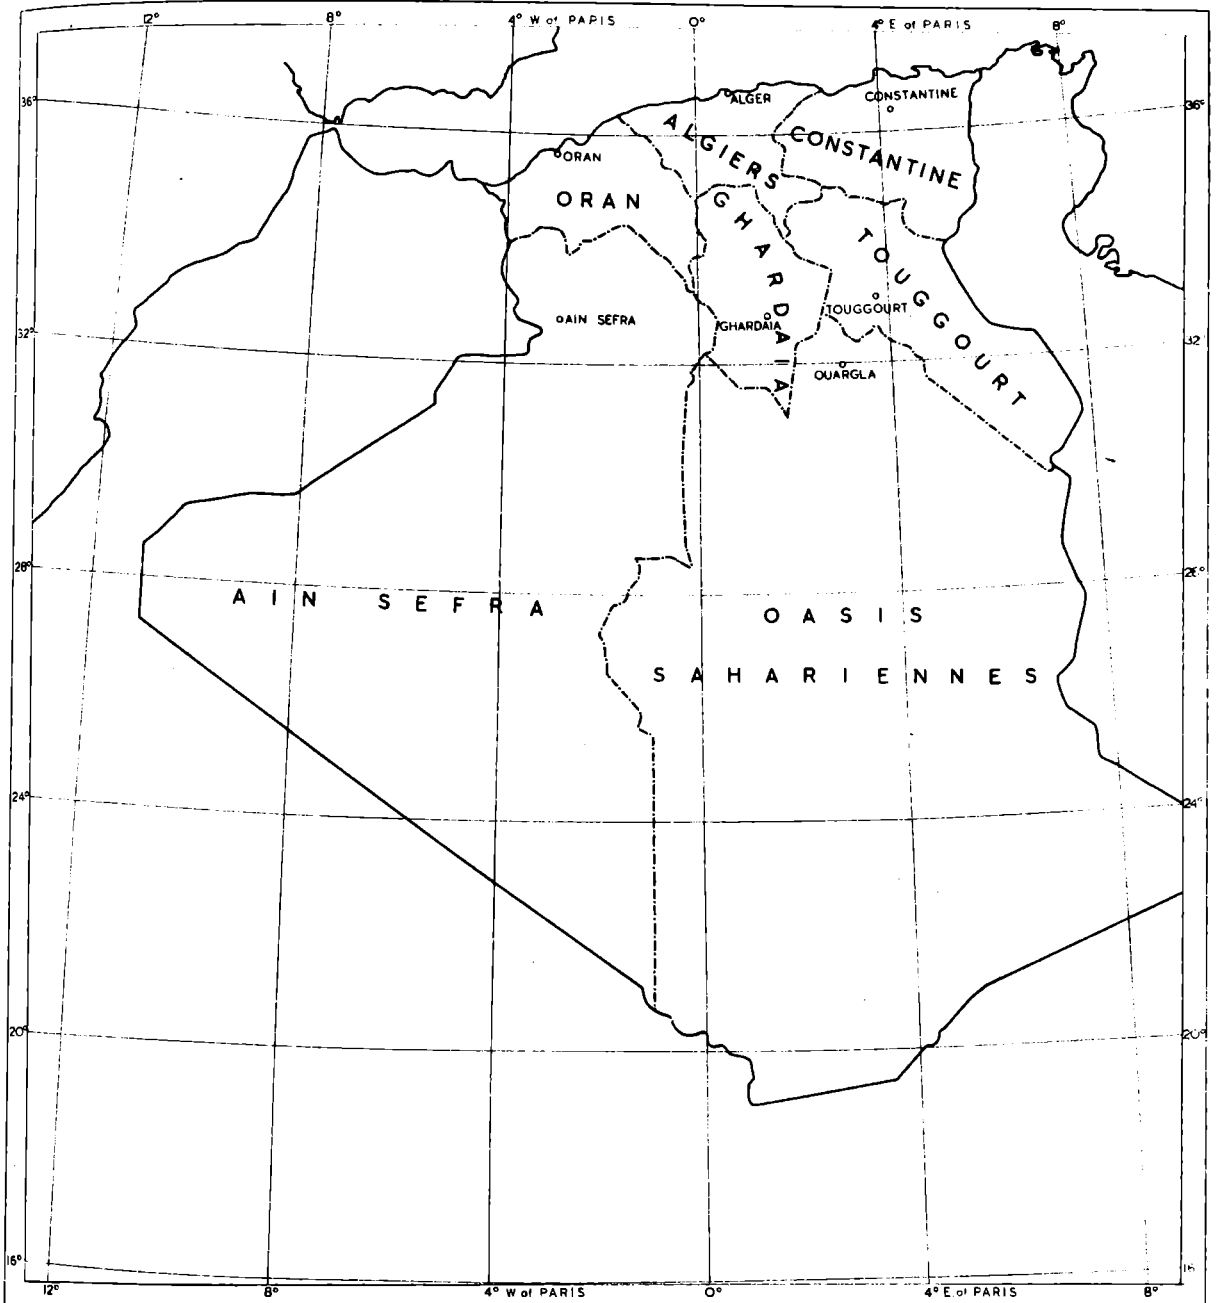 12° 8° 4° W of PARIS 0° 4° E of PARIS 8°
36° 36°
ALGER
CONSTANTINE
ALGIERS
CONSTANTINE
ORAN
ORAN
GHARDAIA
TOUGGOURT
AIN SEFRA
GHARDAIA
TOUGGOURT
32° 32°
OUARGLA
28° 28°
AIN SEFRA
OASIS
SAHARIENNES
24° 24°
20° 20°
16° 16
12° 8° 4° W of PARIS 0° 4° E. of PARIS 8°